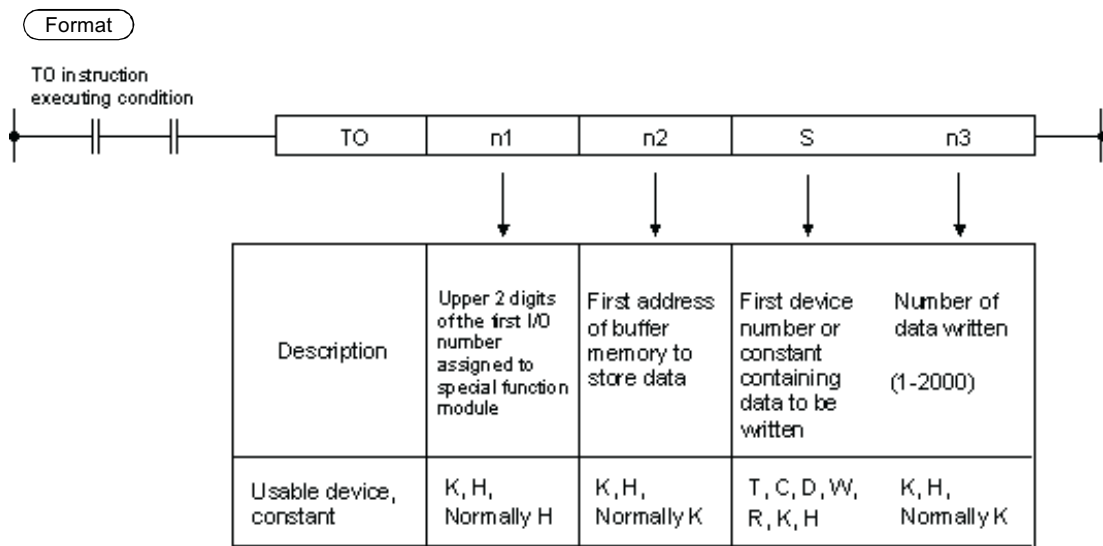 Format
TO instruction
executing condition
TO n1 n2 S n3
Description
Upper 2 digits
of the first I/O
number
assigned to
special function
module
First address
of buffer
memory to
store data
First device
number or
constant
containing
data to be
written
Number of
data written
(1-2000)
Usable device,
constant
K, H,
Normally H
K, H,
Normally K
T, C, D, W,
R, K, H
K, H,
Normally K